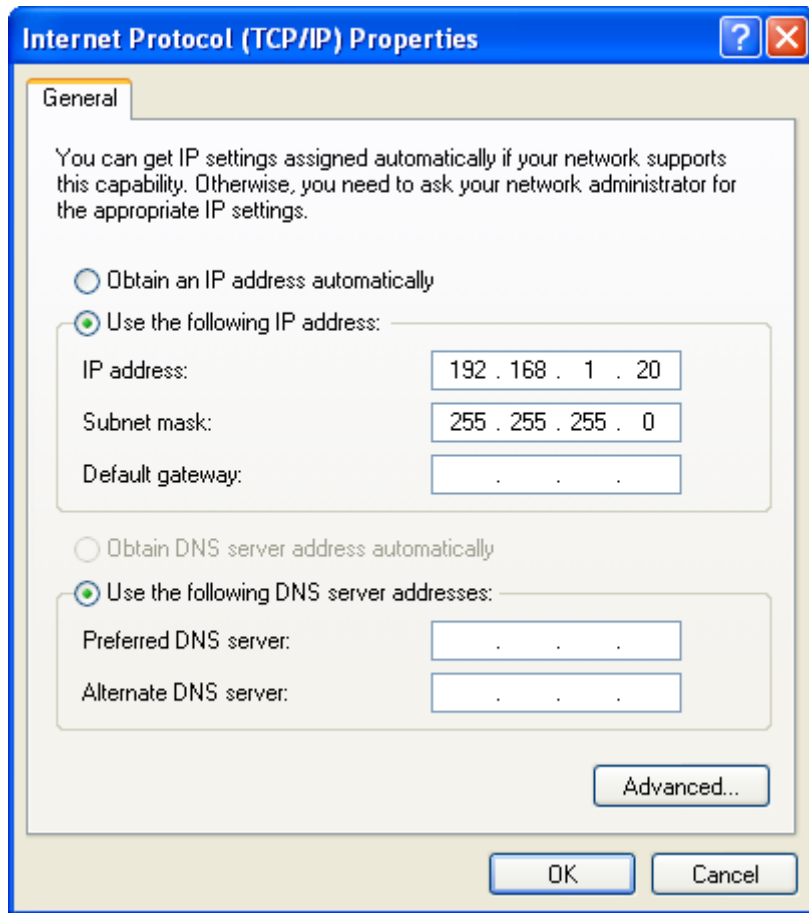 Internet Protocol (TCP/IP) Properties
General
You can get IP settings assigned automatically if your network supports
this capability. Otherwise, you need to ask your network administrator for
the appropriate IP settings.
Obtain an IP address automatically
Use the following IP address:
IP address: 192 . 168 . 1 . 20
Subnet mask: 255 . 255 . 255 . 0
Default gateway: . . .
Obtain DNS server address automatically
Use the following DNS server addresses:
Preferred DNS server: . . .
Alternate DNS server: . . .
Advanced...
OK Cancel